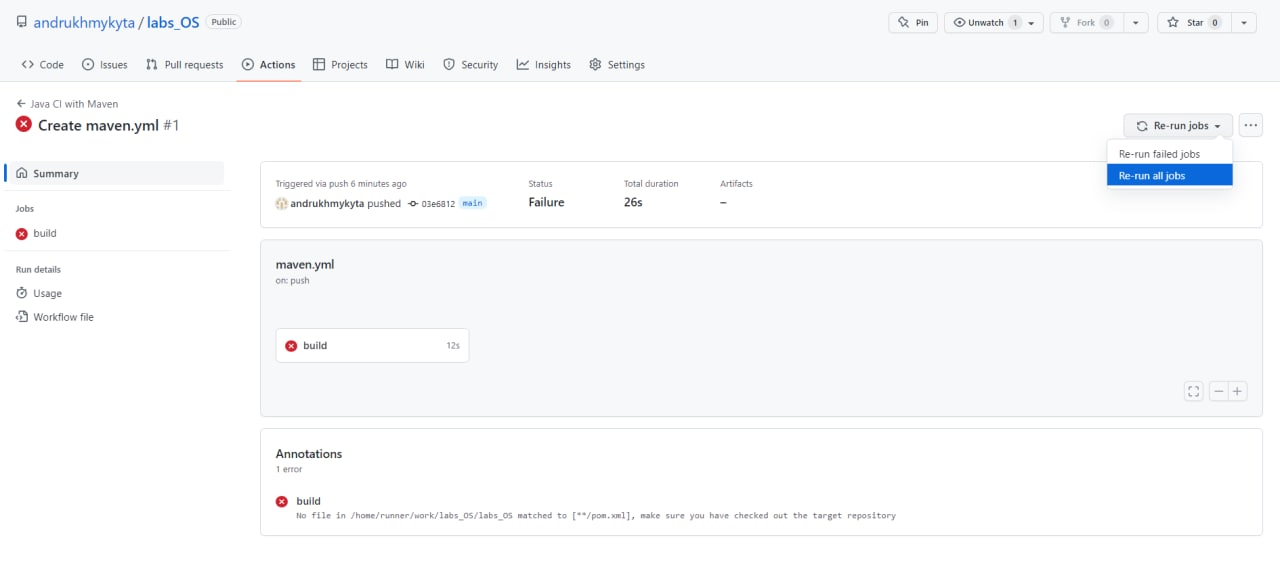 andrukhmykyta / labs_OS Public
Pin Unwatch 1 Fork 0 Star 0
Code Issues Pull requests Actions Projects Wiki Security Insights Settings
Java CI with Maven
Create maven.yml #1
Re-run jobs
Re-run failed jobs
Re-run all jobs
Summary
Jobs
build
Run details
Usage
Workflow file
Triggered via push 6 minutes ago Status Total duration Artifacts
andrukhmykyta pushed 03e6812 main Failure 26s –
maven.yml
on: push
build 12s
Annotations
1 error
build
No file in /home/runner/work/labs_OS/labs_OS matched to [**/pom.xml], make sure you have checked out the target repository